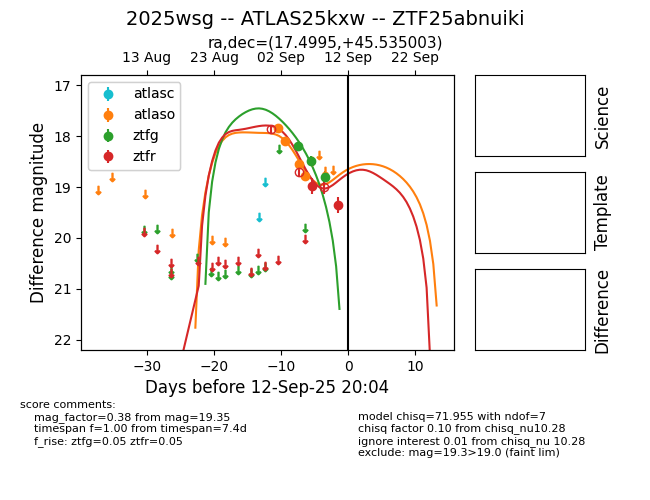 2025wsg -- ATLAS25kxw -- ZTF25abnuiki
ra,dec=(17.4995,+45.535003)
13 Aug 23 Aug 02 Sep 12 Sep 22 Sep
17
18
19
20
21
22
Difference magnitude
atlasc
atlaso
ztfg
ztfr
−30 −20 −10 0 10
Days before 12-Sep-25 20:04
Science
Template
Difference
score comments:
mag_factor=0.38 from mag=19.35
timespan f=1.00 from timespan=7.4d
f_rise: ztfg=0.05 ztfr=0.05
model chisq=71.955 with ndof=7
chisq factor 0.10 from chisq_nu10.28
ignore interest 0.01 from chisq_nu 10.28
exclude: mag=19.3>19.0 (faint lim)